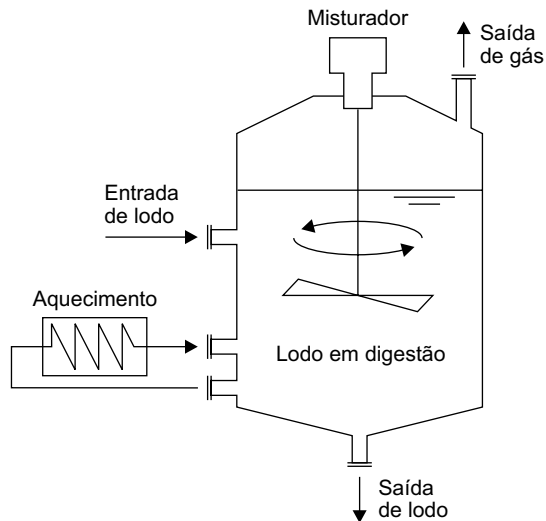 Misturador
Saída
de gás
Entrada
de lodo
Aquecimento
Lodo em digestão
Saída
de lodo